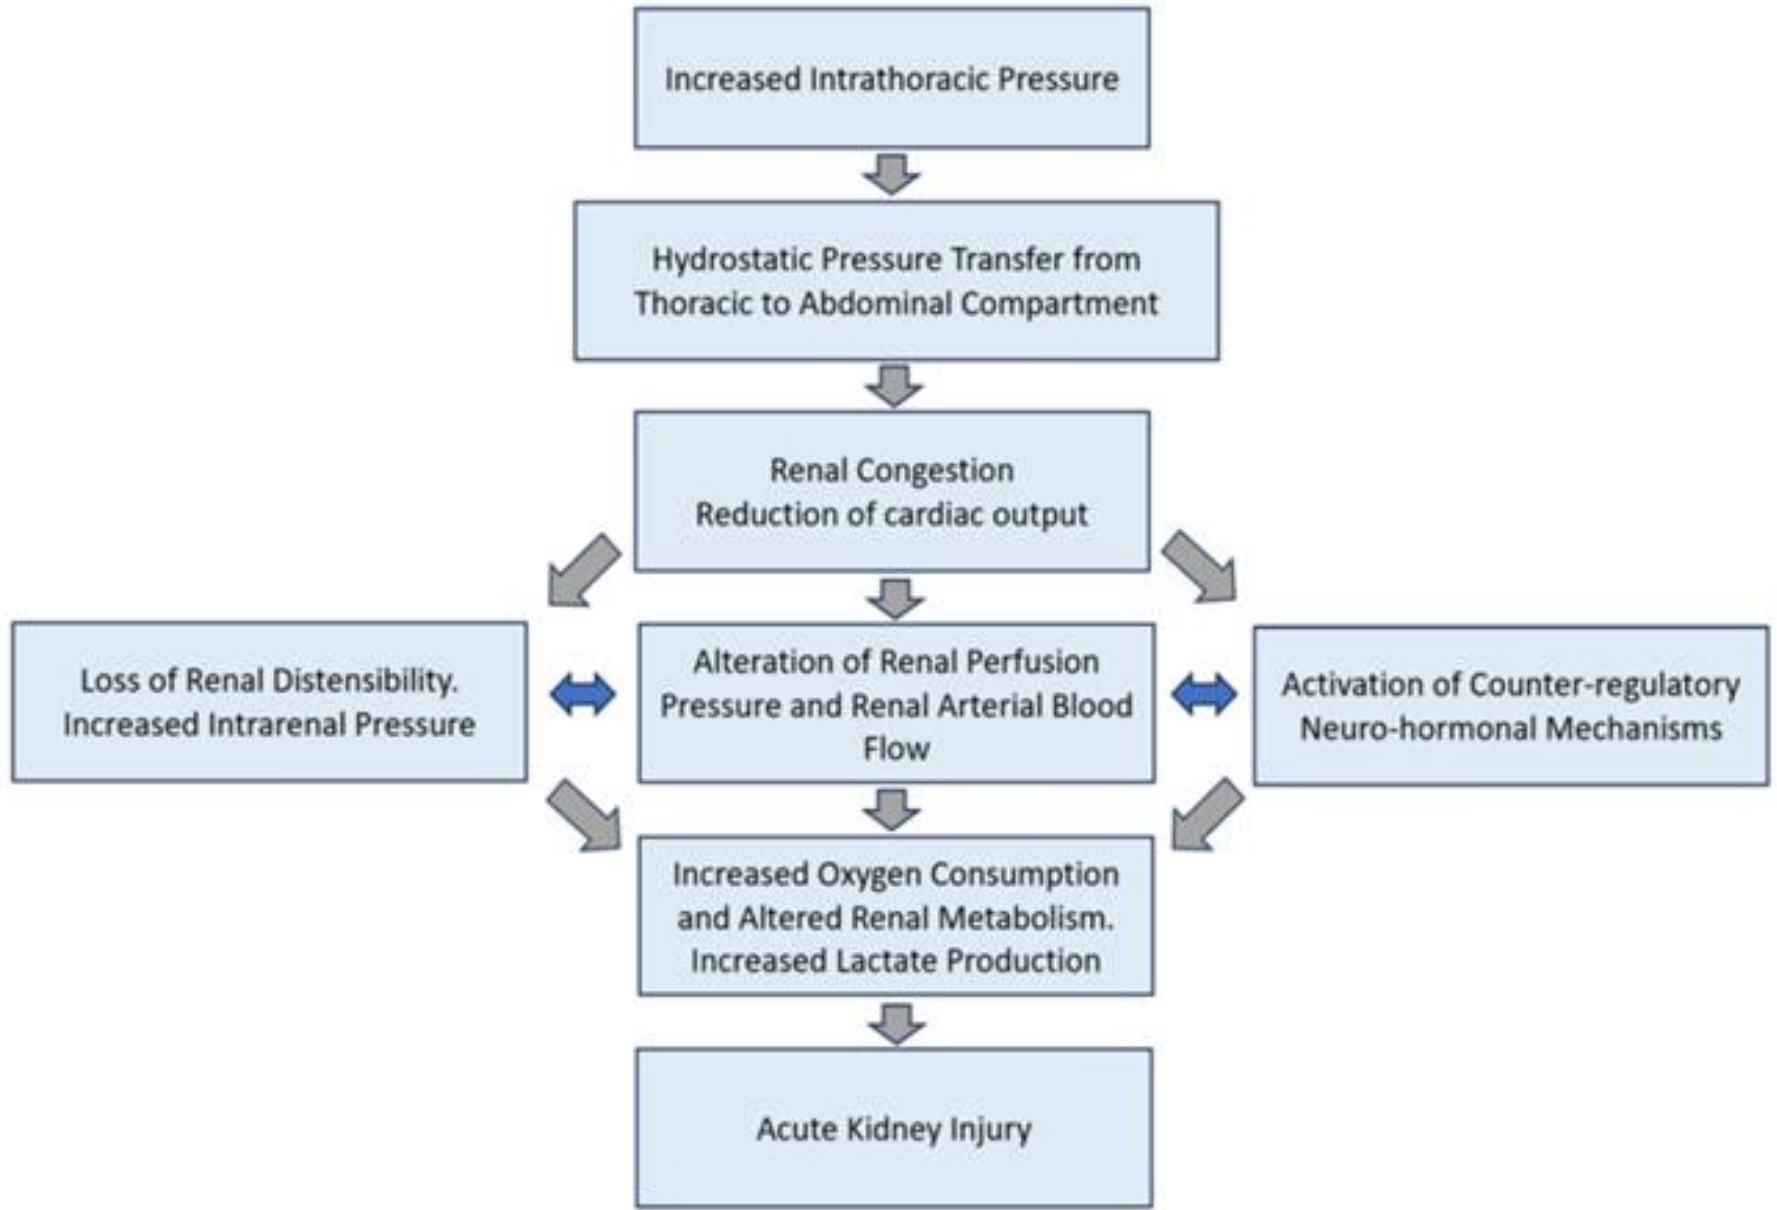 Increased Intrathoracic Pressure
Hydrostatic Pressure Transfer from
Thoracic to Abdominal Compartment
Renal Congestion
Reduction of cardiac output
Loss of Renal Distensibility.
Increased Intrarenal Pressure
Alteration of Renal Perfusion
Pressure and Renal Arterial Blood
Flow
Activation of Counter-regulatory
Neuro-hormonal Mechanisms
Increased Oxygen Consumption
and Altered Renal Metabolism.
Increased Lactate Production
Acute Kidney Injury